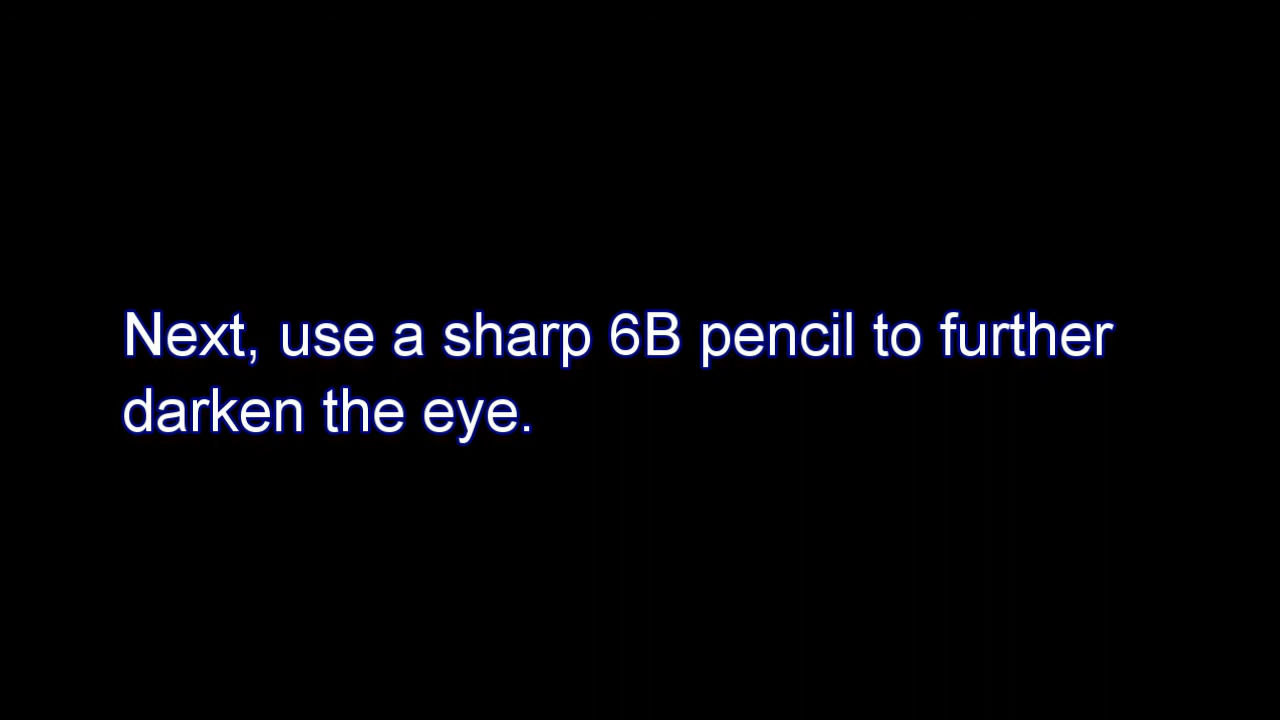 Next, use a sharp 6B pencil to further
darken the eye.